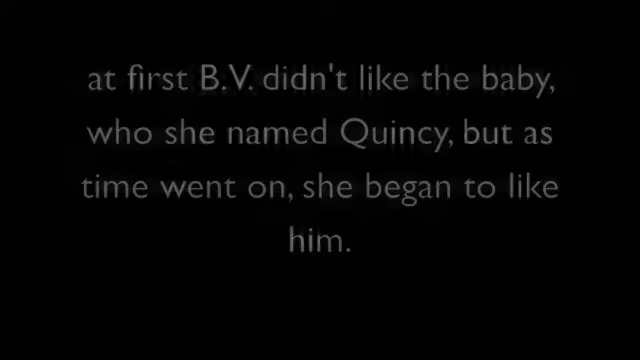 at first B.V. didn't like the baby,
who she named Quincy, but as
time went on, she began to like
him.